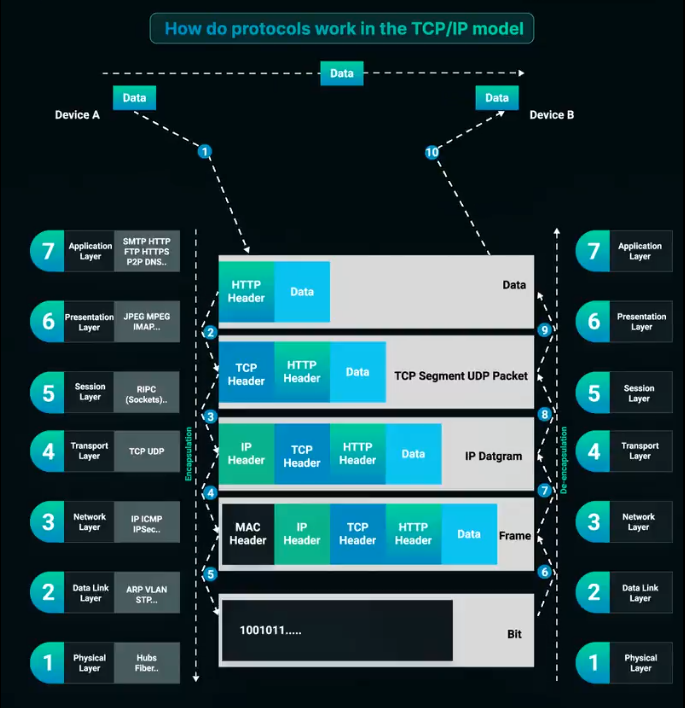 How do protocols work in the TCP/IP model
Data
Data
Data
Device A
Device B
1
10
7
Application
Layer
SMTP HTTP
FTP HTTPS
P2P DNS..
6
Presentation
Layer
JPEG MPEG
IMAP...
5
Session
Layer
RIPC
(Sockets)..
4
Transport
Layer
TCP UDP
3
Network
Layer
IP ICMP
IPSec..
2
Data Link
Layer
ARP VLAN
STP...
1
Physical
Layer
Hubs
Fiber..
Encapsulation
HTTP
Header
Data
Data
2
9
TCP
Header
HTTP
Header
Data
TCP Segment UDP Packet
3
8
IP
Header
TCP
Header
HTTP
Header
Data
IP Datgram
4
7
MAC
Header
IP
Header
TCP
Header
HTTP
Header
Data
Frame
5
6
1001011.....
Bit
De-encapsulation
7
Application
Layer
6
Presentation
Layer
5
Session
Layer
4
Transport
Layer
3
Network
Layer
2
Data Link
Layer
1
Physical
Layer